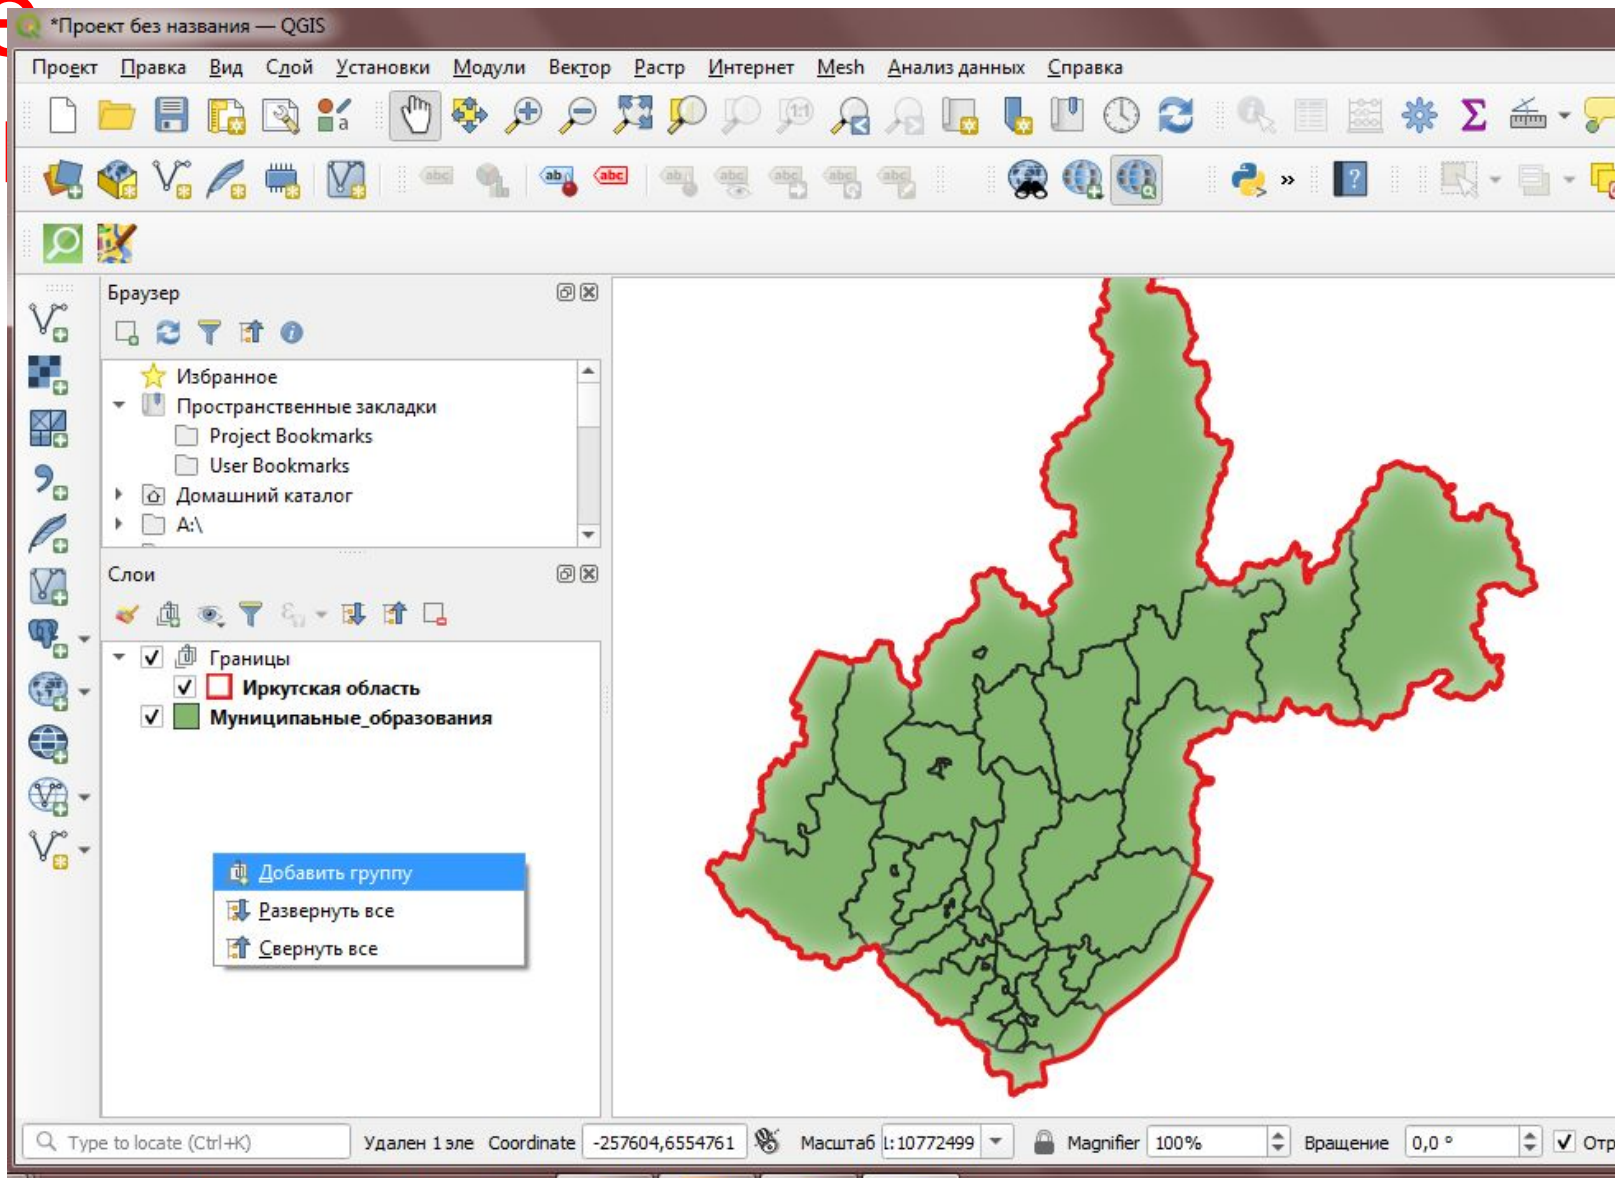 *Проект без названия — QGIS
Проект Правка Вид Слой Установки Модули Вектор Растр Интернет Mesh Анализ данных Справка
Браузер
Избранное
Пространственные закладки
Project Bookmarks
User Bookmarks
Домашний каталог
A:\
Слои
Границы
Иркутская область
Муниципаьные_образования
Добавить группу
Развернуть все
Свернуть все
Type to locate (Ctrl+K) Удален 1 эле Coordinate -257604,6554761 Масштаб 1:10772499 Magnifier 100% Вращение 0,0 ° Отр